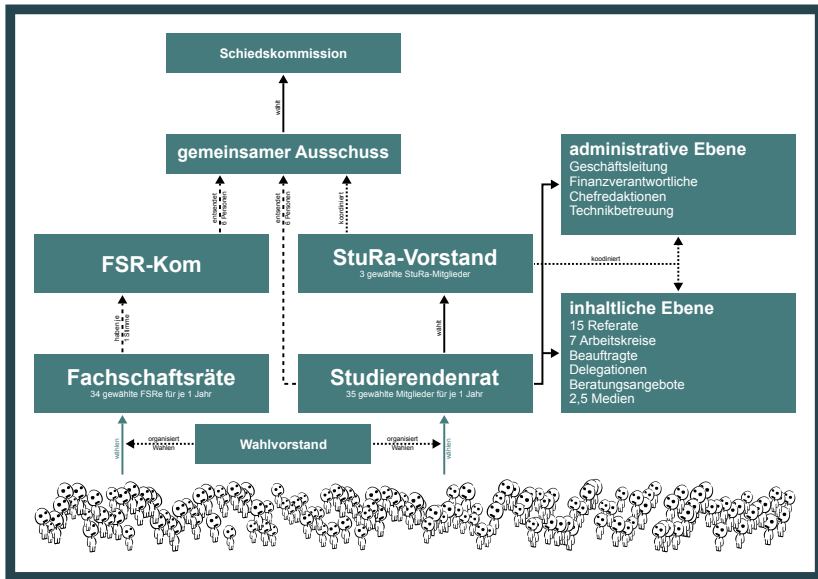 Schiedskommission
wählt
gemeinsamer Ausschuss
entsendet
6 Personen
entsendet
6 Personen
koordiniert
administrative Ebene
Geschäftsleitung
Finanzverantwortliche
Chefredaktionen
Technikbetreuung
FSR-Kom
StuRa-Vorstand
3 gewählte StuRa-Mitglieder
koodiniert
haben je
1 Stimme
wählt
inhaltliche Ebene
15 Referate
7 Arbeitskreise
Beauftragte
Delegationen
Beratungsangebote
2,5 Medien
Fachschaftsräte
34 gewählte FSRe für je 1 Jahr
Studierendenrat
35 gewählte Mitglieder für je 1 Jahr
wählen
organisiert
Wahlen
Wahlvorstand
organisiert
Wahlen
wählen